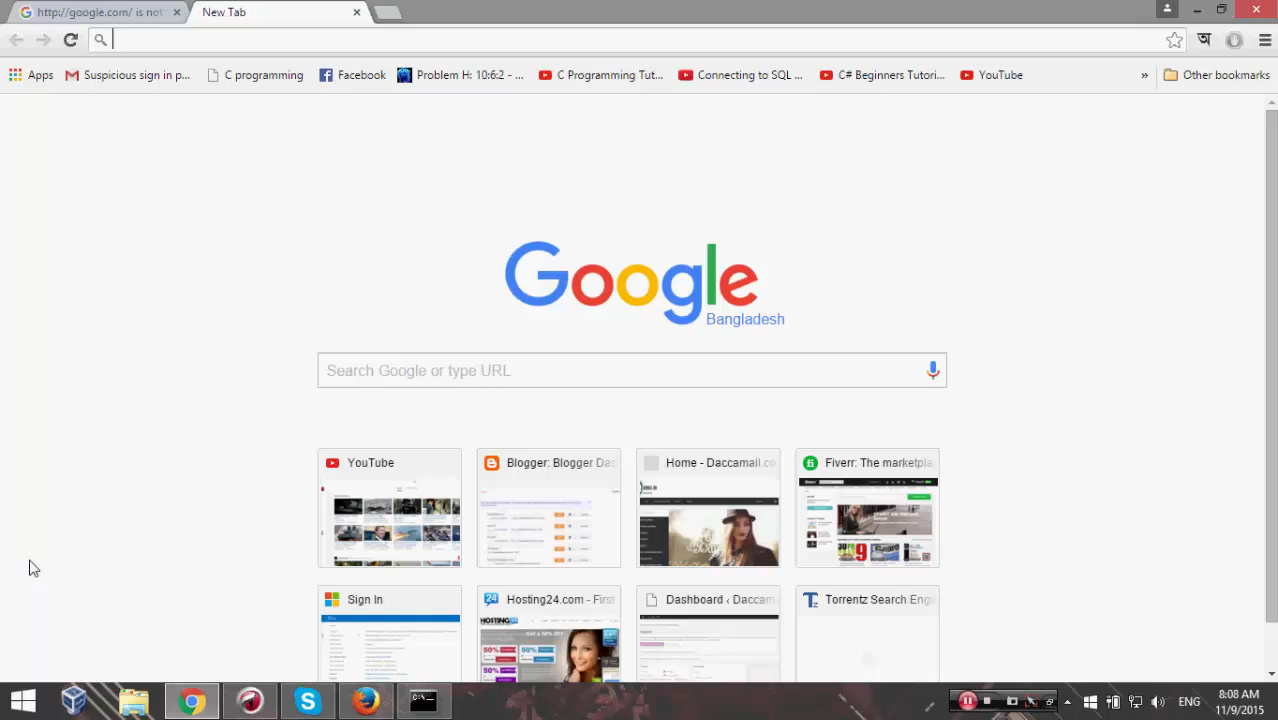 http://google.com/ is not
New Tab
Apps
Suspicious sign in p...
C programming
Facebook
Problem H: 10:6:2 - ...
C Programming Tut...
Connecting to SQL ...
C# Beginners Tutori...
YouTube
»
Other bookmarks
অ
Google
Bangladesh
Search Google or type URL
YouTube
Blogger: Blogger Das
Home - Daccamall.co
Fiverr: The marketpla
Sign In
Hosting24.com - First
Dashboard ‹ Daccam
Torrentz Search Engi
ENG
8:08 AM
11/9/2015